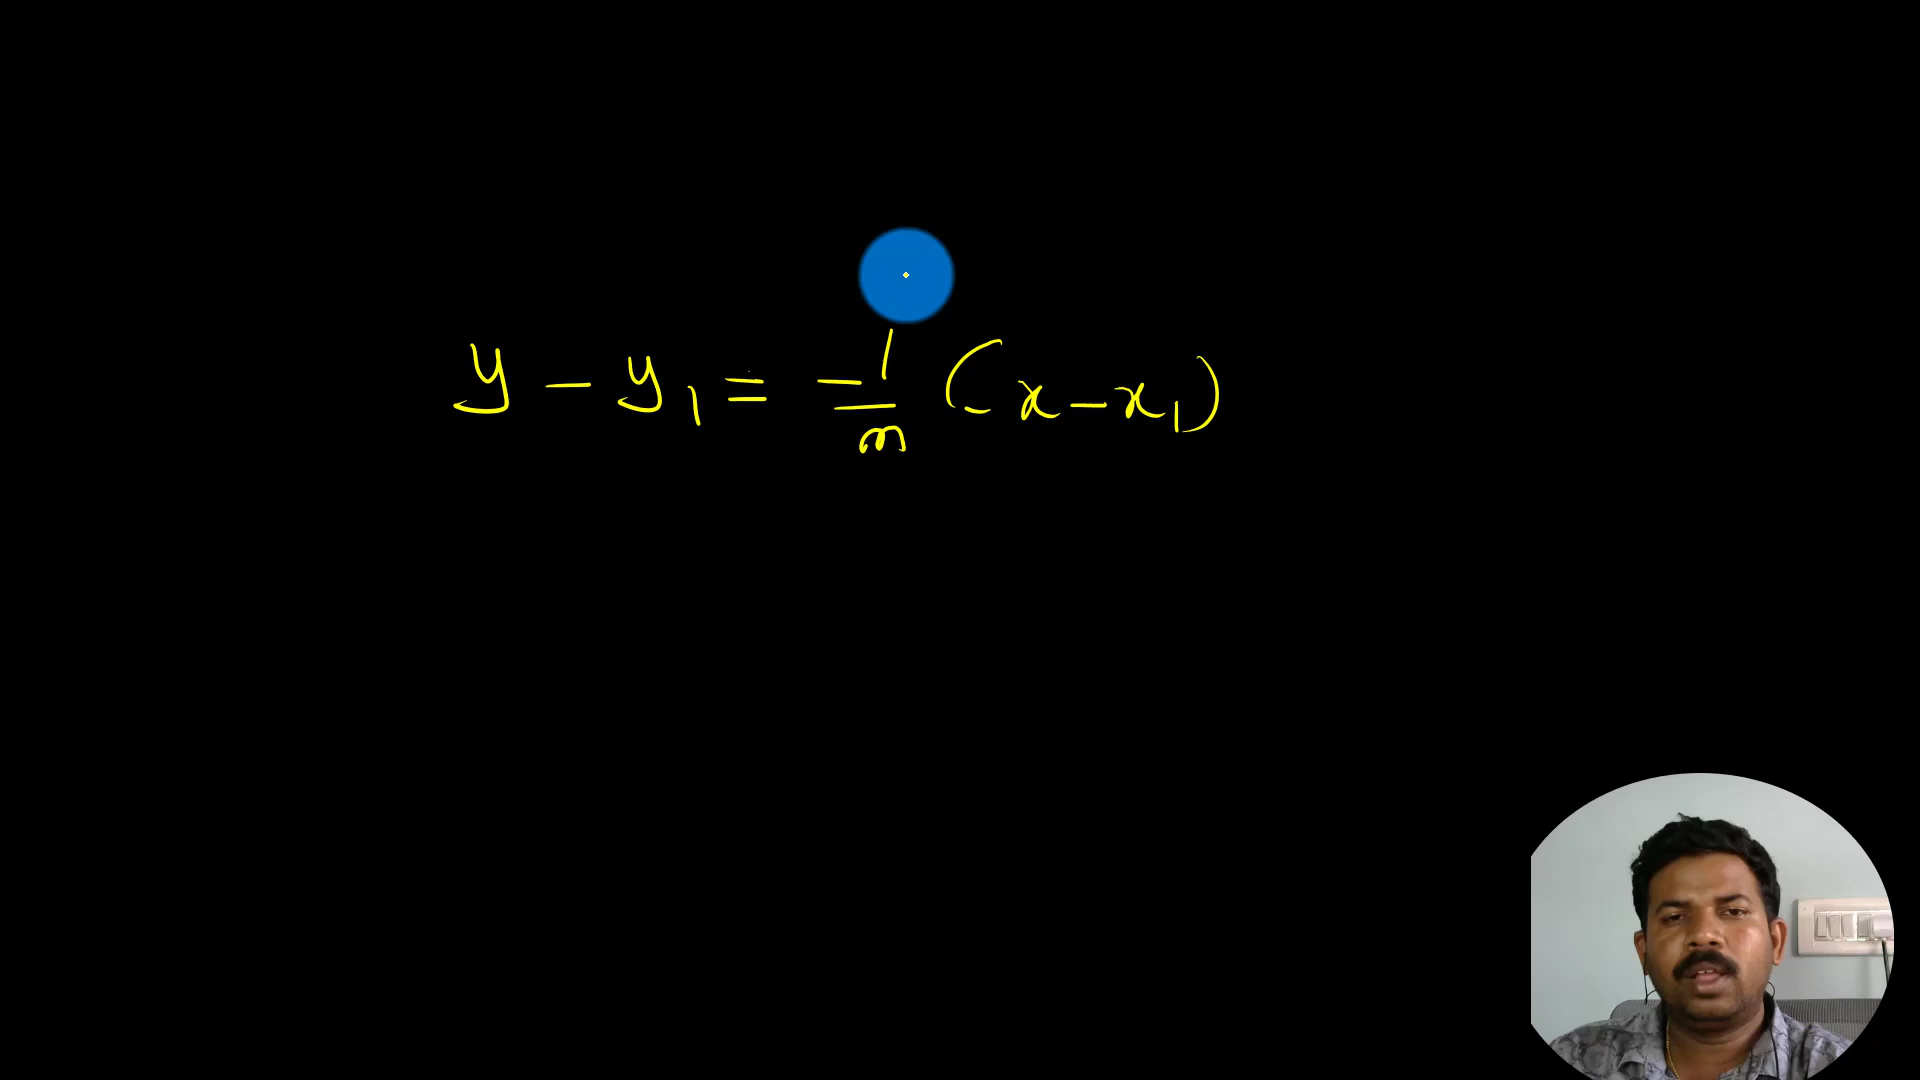 y - y₁ = -1/m (x - x₁)